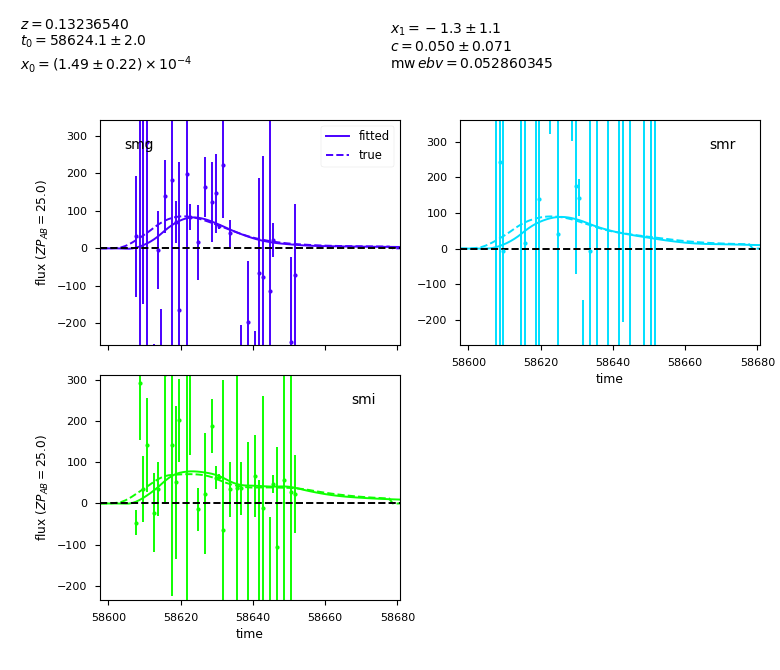 z = 0.13236540
t0 = 58624.1 ± 2.0
x0 = (1.49 ± 0.22) × 10^−4
x1 = −1.3 ± 1.1
c = 0.050 ± 0.071
mwebv = 0.052860345
smg
fitted
true
300
200
100
0
−100
−200
flux (ZP_AB = 25.0)
smr
300
200
100
0
−100
−200
58600
58620
58640
58660
58680
time
smi
300
200
100
0
−100
−200
flux (ZP_AB = 25.0)
58600
58620
58640
58660
58680
time